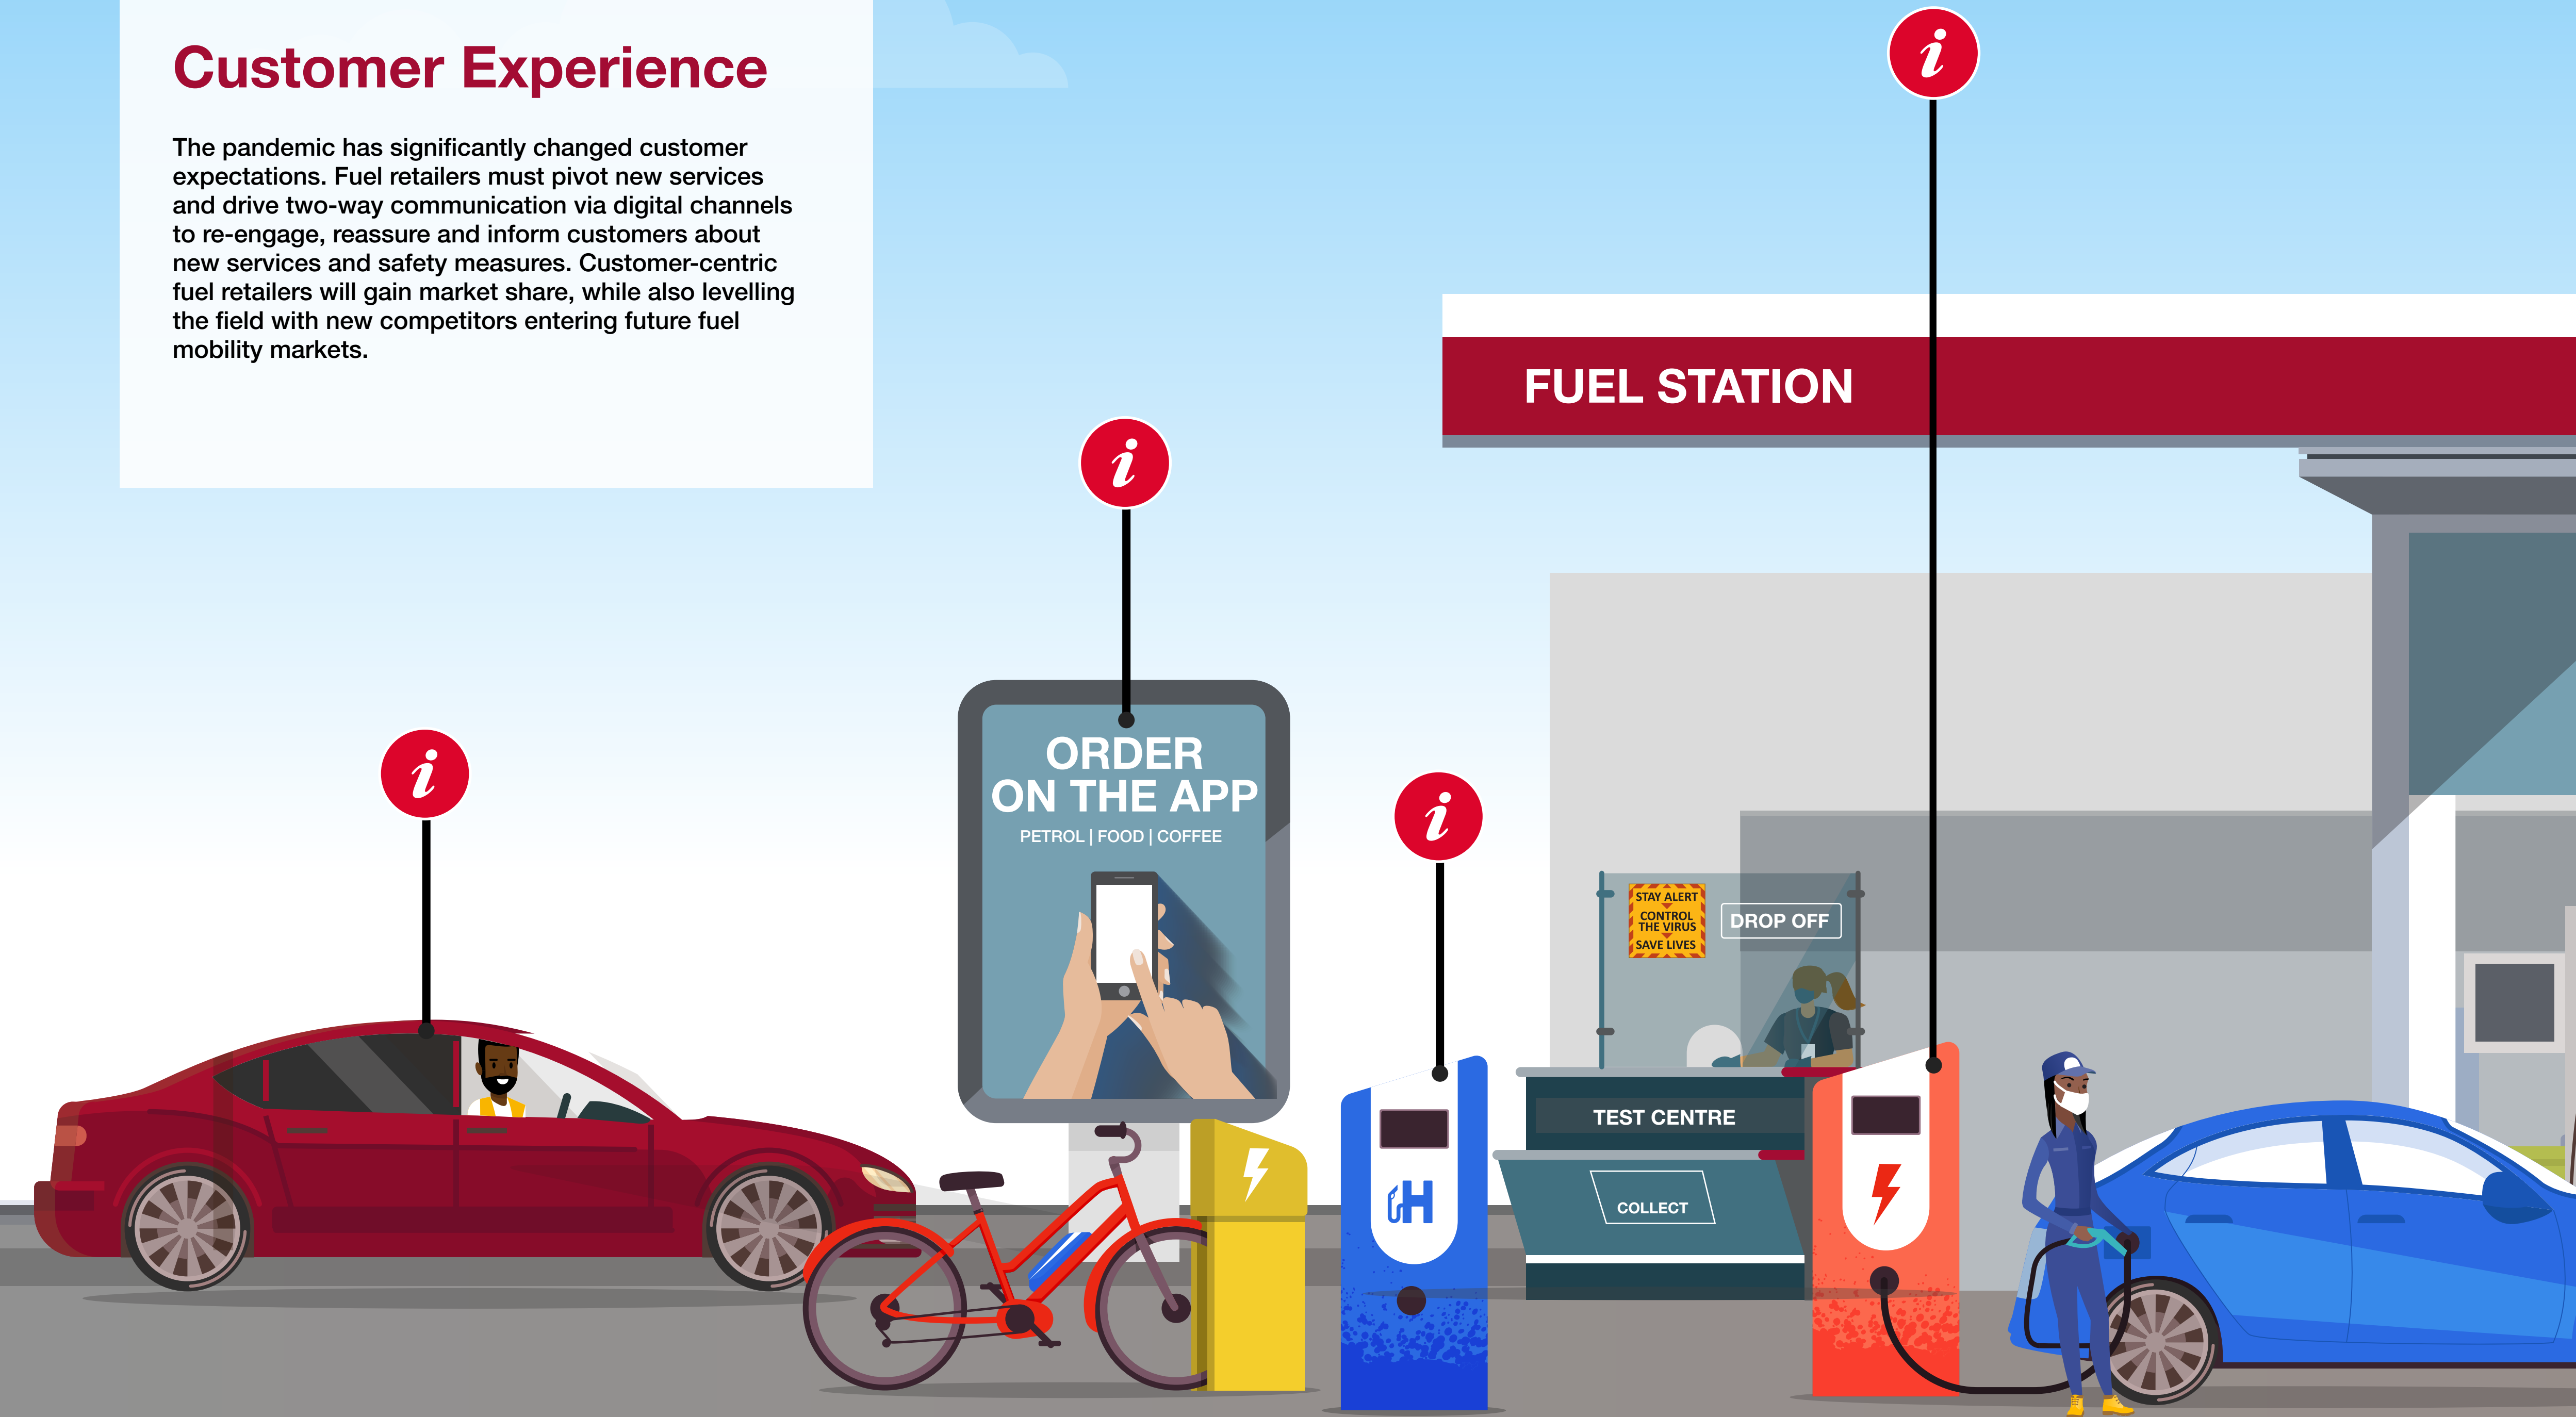 Customer Experience
The pandemic has significantly changed customer
expectations. Fuel retailers must pivot new services
and drive two-way communication via digital channels
to re-engage, reassure and inform customers about
new services and safety measures. Customer-centric
fuel retailers will gain market share, while also levelling
the field with new competitors entering future fuel
mobility markets.
i
i
i
i
FUEL STATION
ORDER
ON THE APP
PETROL | FOOD | COFFEE
STAY ALERT
CONTROL
THE VIRUS
SAVE LIVES
DROP OFF
TEST CENTRE
COLLECT
H